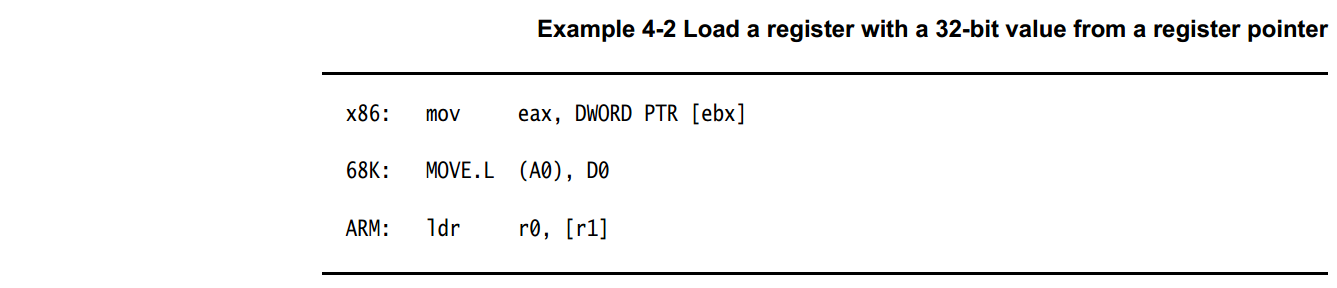 Example 4-2 Load a register with a 32-bit value from a register pointer
x86: mov eax, DWORD PTR [ebx]
68K: MOVE.L (A0), D0
ARM: ldr r0, [r1]